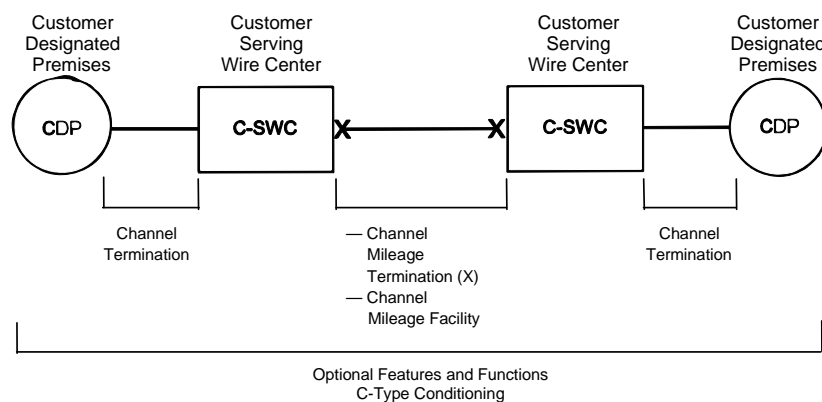 Customer
Designated
Premises
Customer
Serving
Wire Center
Customer
Serving
Wire Center
Customer
Designated
Premises
CDP
C-SWC
X
X
C-SWC
CDP
Channel
Termination
— Channel
Mileage
Termination (X)
— Channel
Mileage Facility
Channel
Termination
Optional Features and Functions
C-Type Conditioning